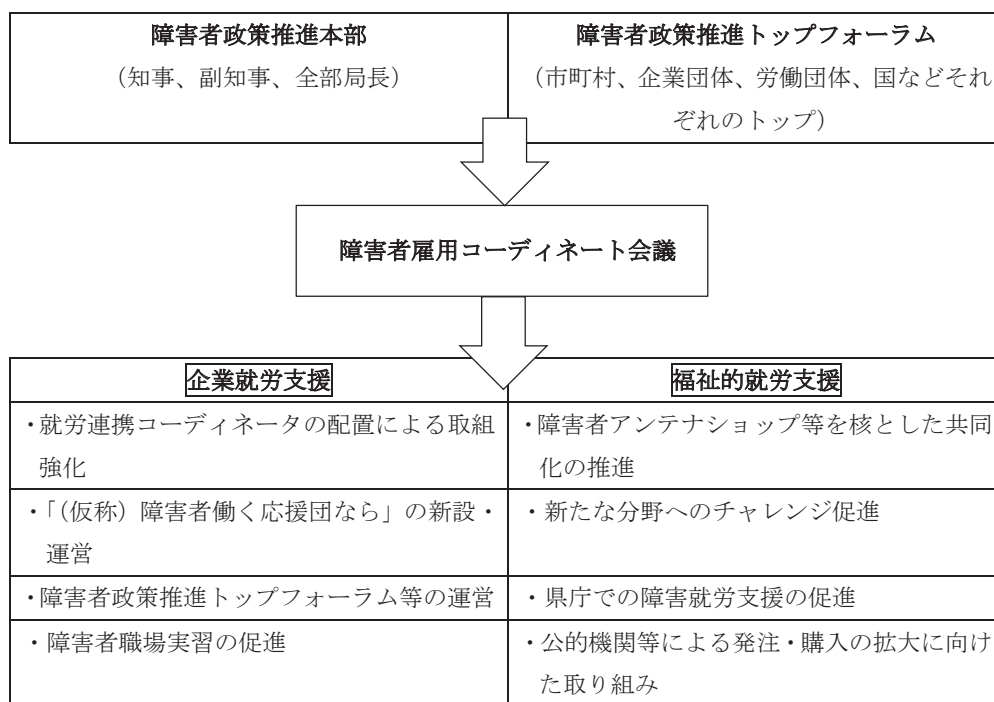 障害者政策推進本部
（知事、副知事、全部局長）
障害者政策推進トップフォーラム
（市町村、企業団体、労働団体、国などそれ
ぞれのトップ）
障害者雇用コーディネート会議
企業就労支援
・就労連携コーディネータの配置による取組
強化
・「（仮称）障害者働く応援団なら」の新設・
運営
・障害者政策推進トップフォーラム等の運営
・障害者職場実習の促進
福祉的就労支援
・障害者アンテナショップ等を核とした共同
化の推進
・新たな分野へのチャレンジ促進
・県庁での障害就労支援の促進
・公的機関等による発注・購入の拡大に向け
た取り組み